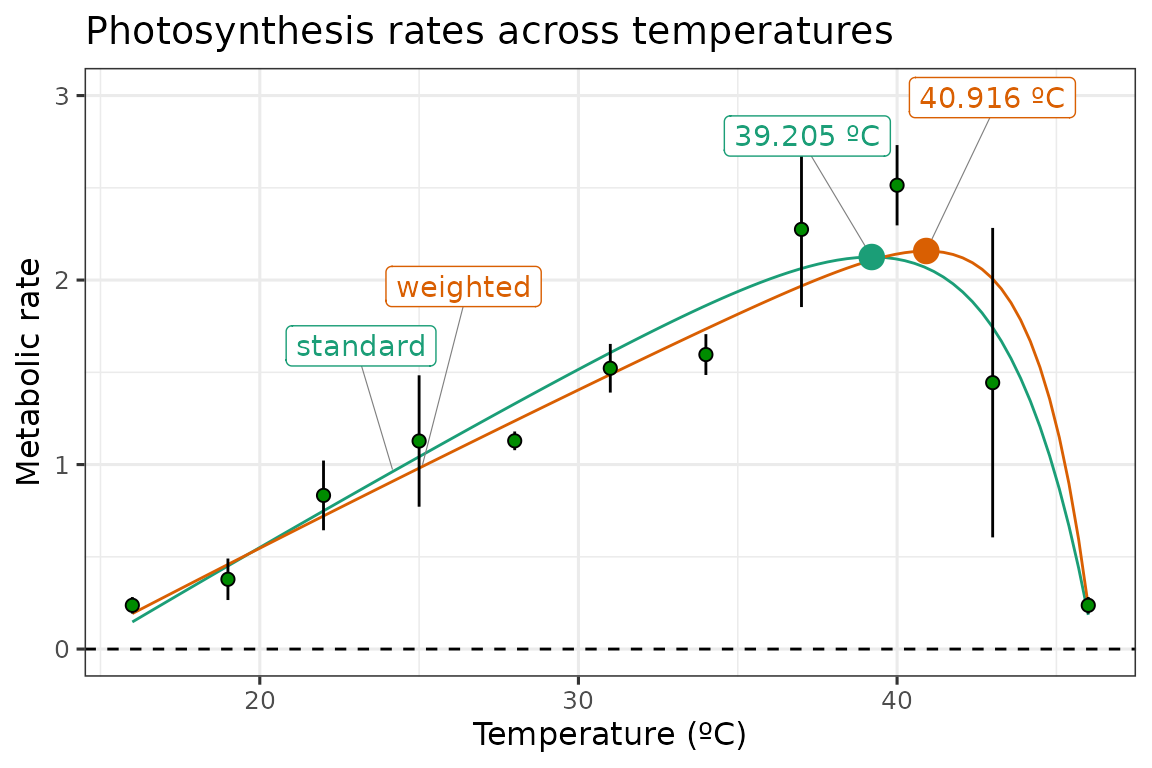 Photosynthesis rates across temperatures
3
40.916 ºC
39.205 ºC
2
weighted
standard
1
0
Metabolic rate
20
30
40
Temperature (ºC)